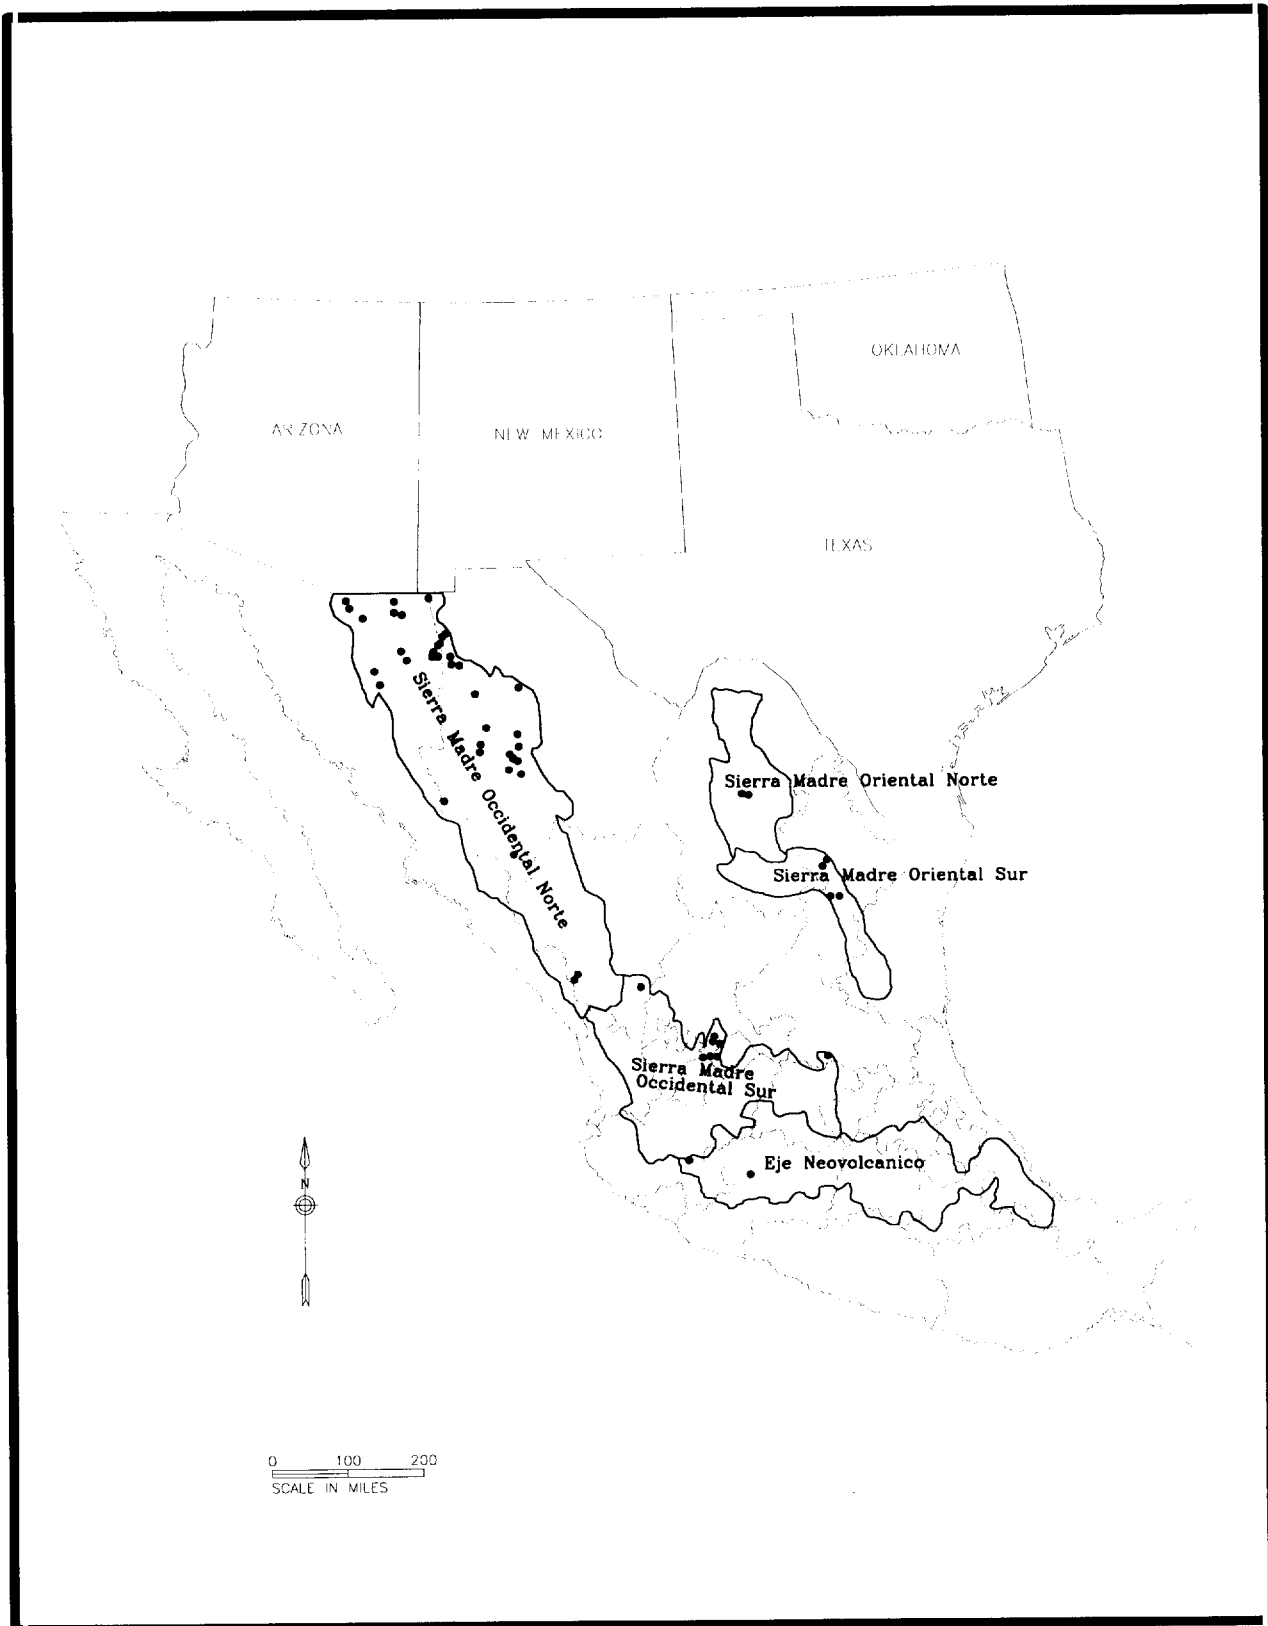 OKLAHOMA
ARIZONA
NEW MEXICO
TEXAS
Sierra Madre Occidental Norte
Sierra Madre Oriental Norte
Sierra Madre Oriental Sur
Sierra Madre
Occidental Sur
Eje Neovolcanico
N
0 100 200
SCALE IN MILES